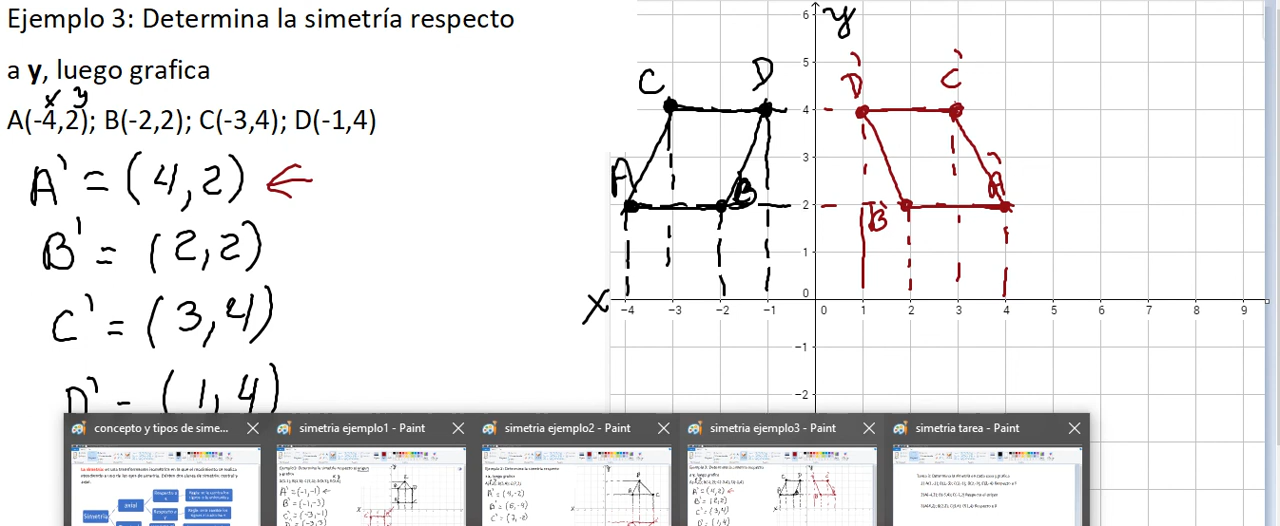 Ejemplo 3: Determina la simetría respecto
a y, luego grafica
x y
A(-4,2); B(-2,2); C(-3,4); D(-1,4)
A' = (4,2)
B' = (2,2)
C' = (3,4)
D' = (1,4)
y
6
5
4
3
2
1
0
-1
-2
C D
A B
D' C'
B' A'
x
-4 -3 -2 -1 0 1 2 3 4 5 6 7 8 9
concepto y tipos de sime...
simetria ejemplo1 - Paint
simetria ejemplo2 - Paint
simetria ejemplo3 - Paint
simetria tarea - Paint